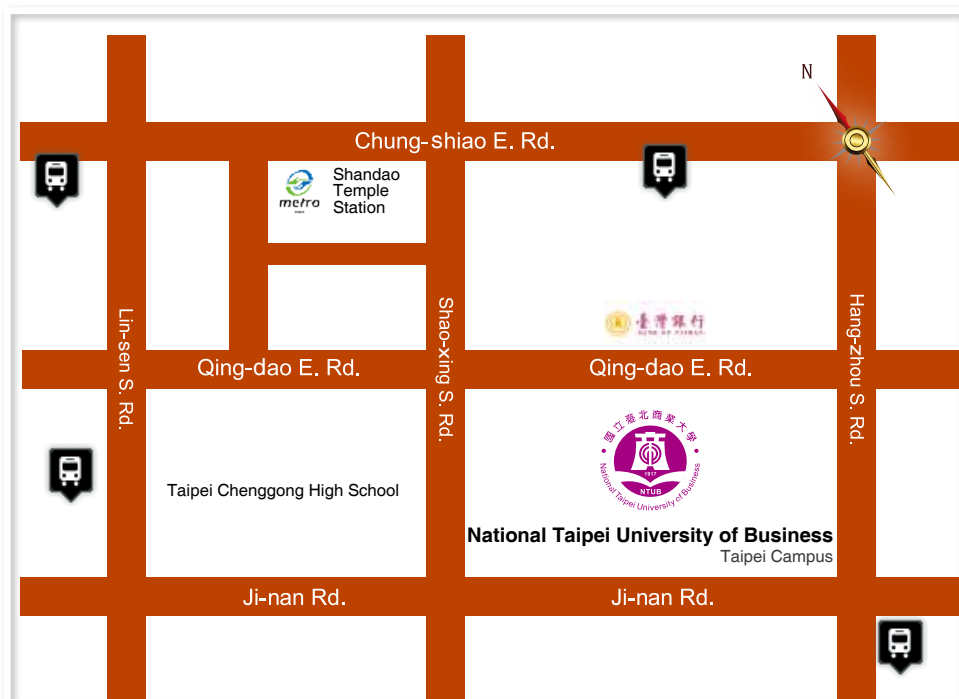 N
Chung-shiao E. Rd.
metro
Shandao
Temple
Station
Lin-sen S. Rd.
Shao-xing S. Rd.
Hang-zhou S. Rd.
臺灣銀行
BANK OF TAIWAN
Qing-dao E. Rd.
Qing-dao E. Rd.
國立臺北商業大學
1917
NTUB
National Taipei University of Business
Taipei Chenggong High School
National Taipei University of Business
Taipei Campus
Ji-nan Rd.
Ji-nan Rd.